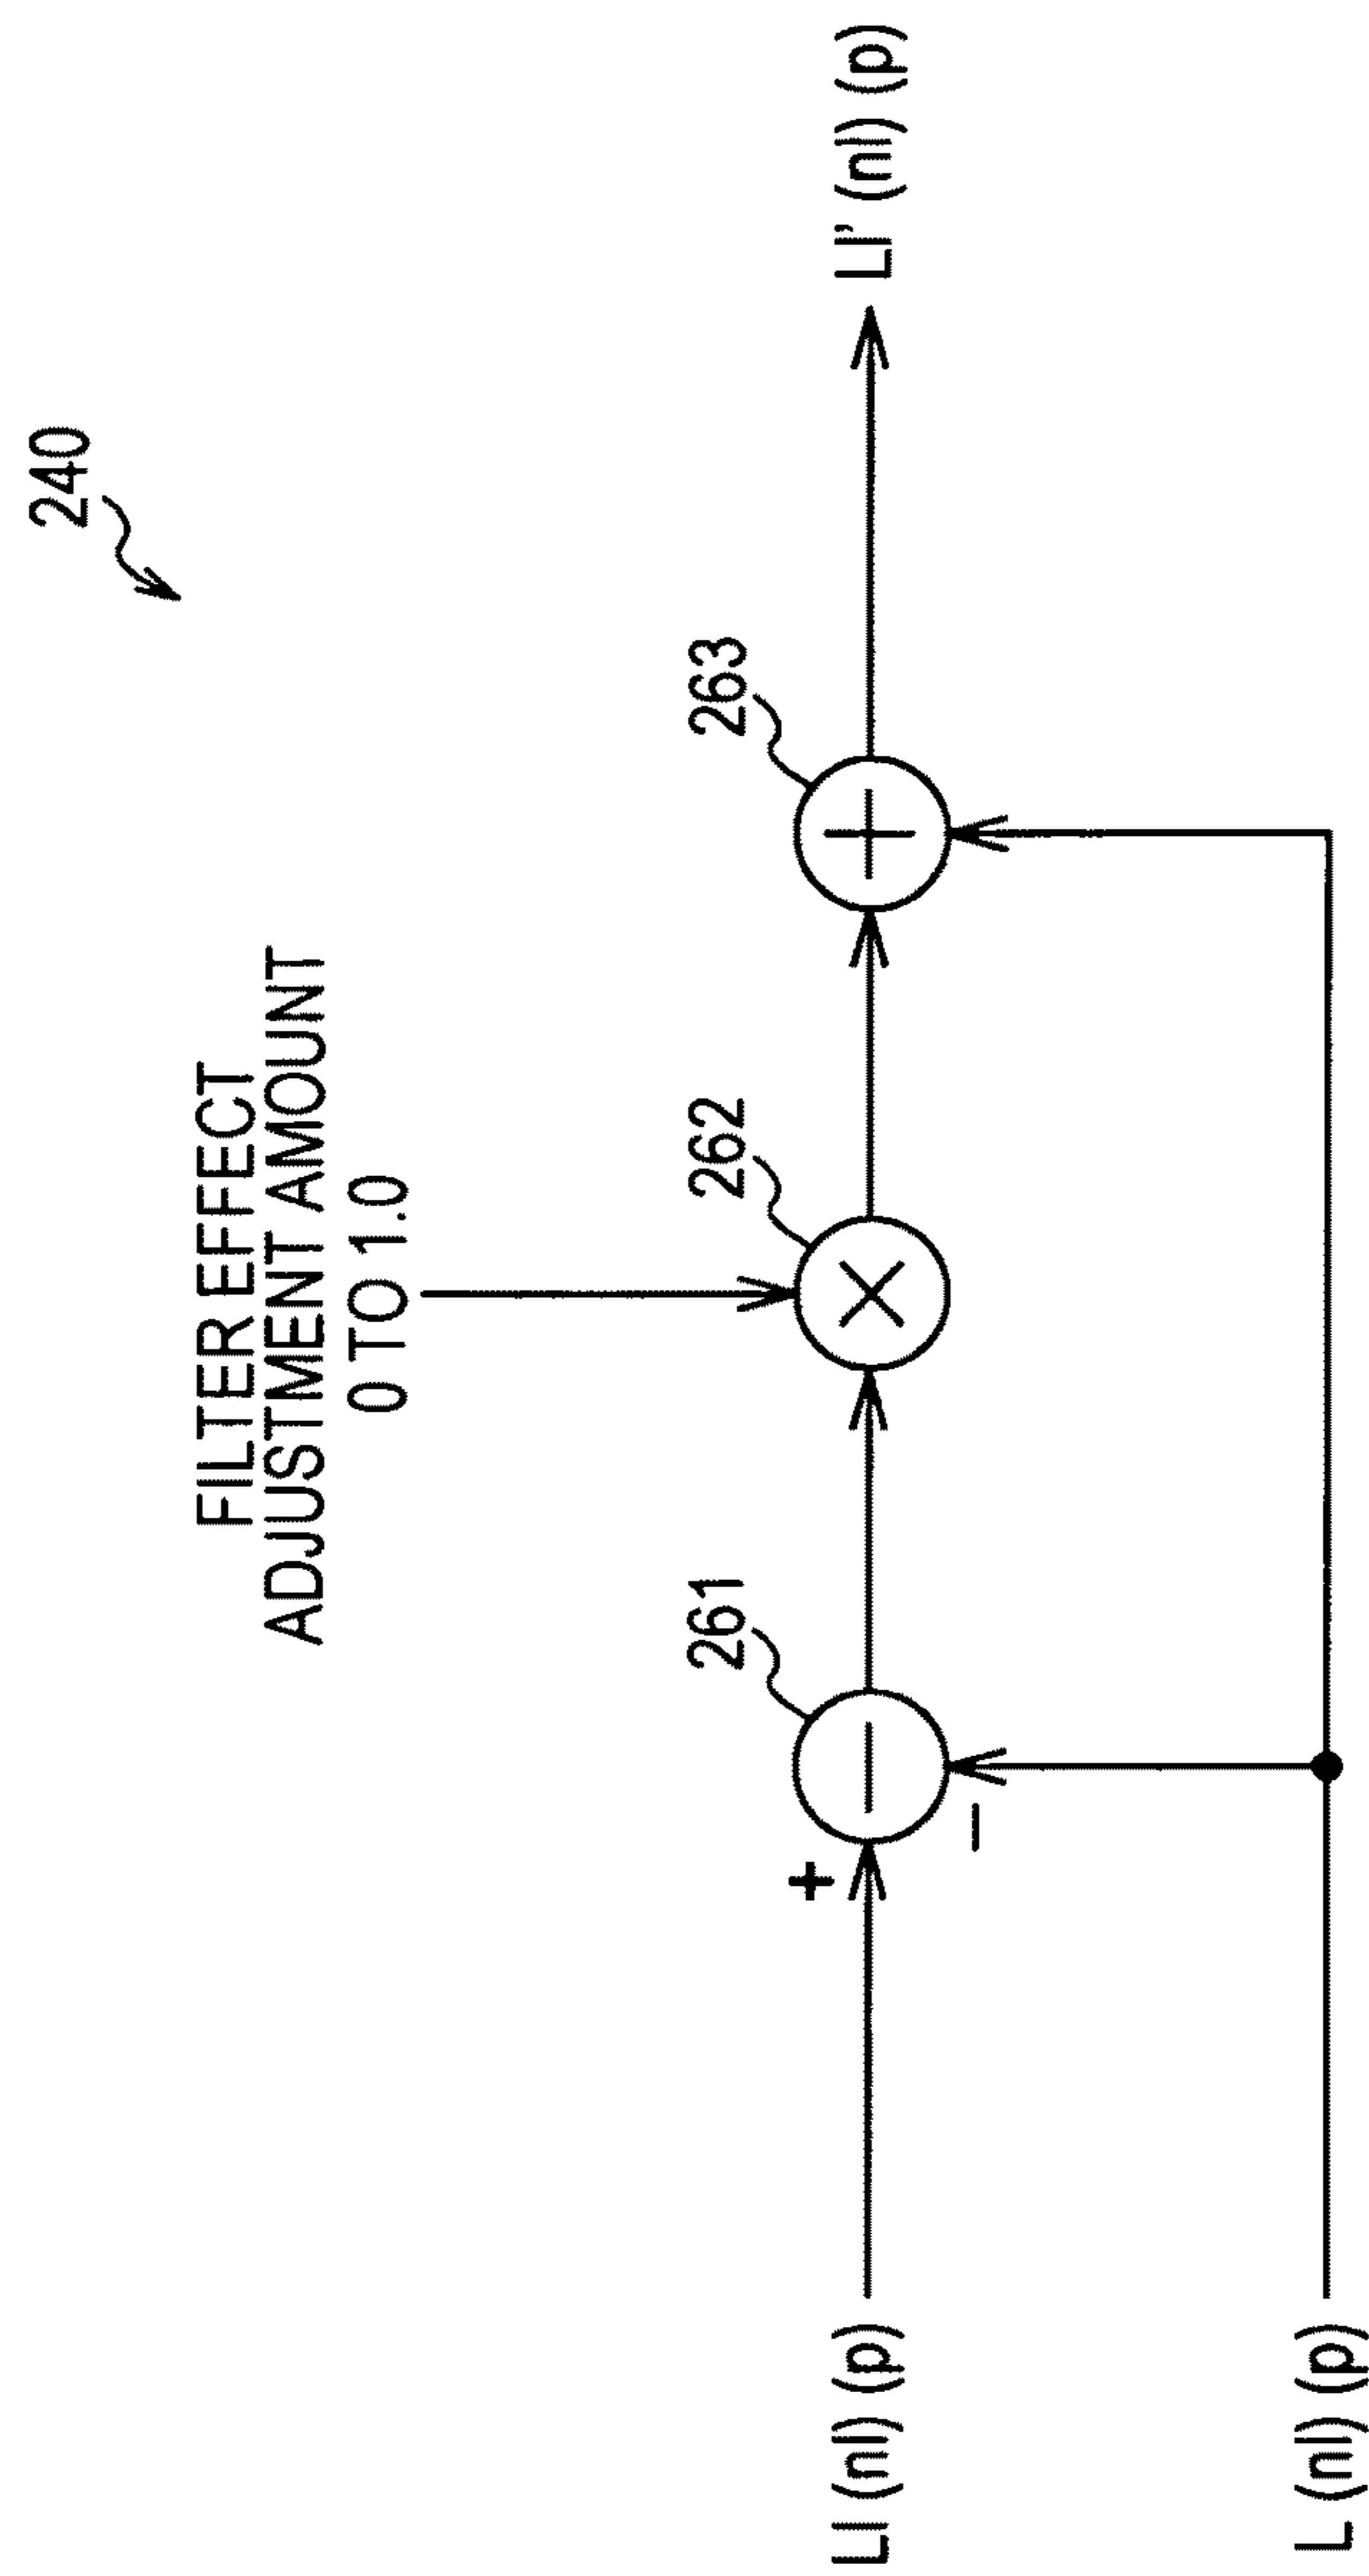 240
FILTER EFFECT
ADJUSTMENT AMOUNT
0 TO 1.0
261
262
263
+
−
Ll (nl) (p)
Ll’ (nl) (p)
L (nl) (p)